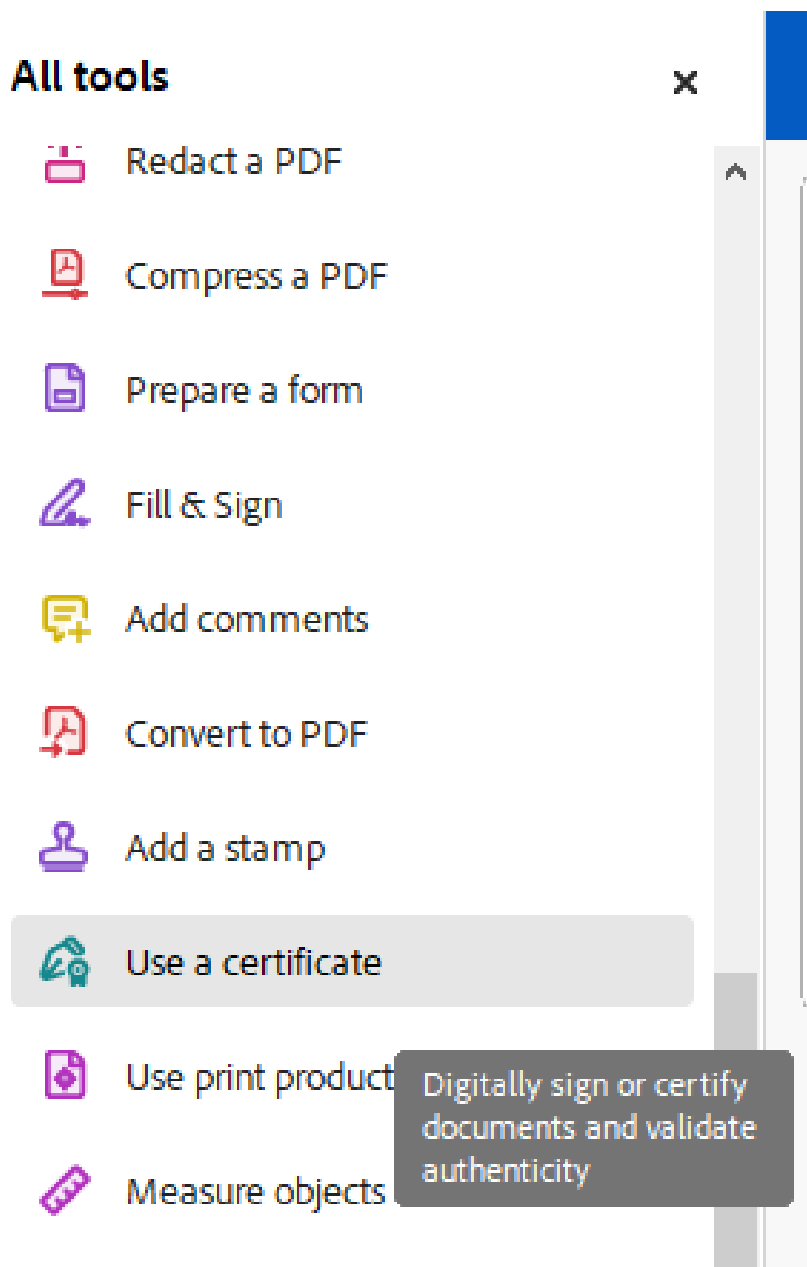 All tools
Redact a PDF
Compress a PDF
Prepare a form
Fill & Sign
Add comments
Convert to PDF
Add a stamp
Use a certificate
Use print product
Digitally sign or certify
documents and validate
authenticity
Measure objects